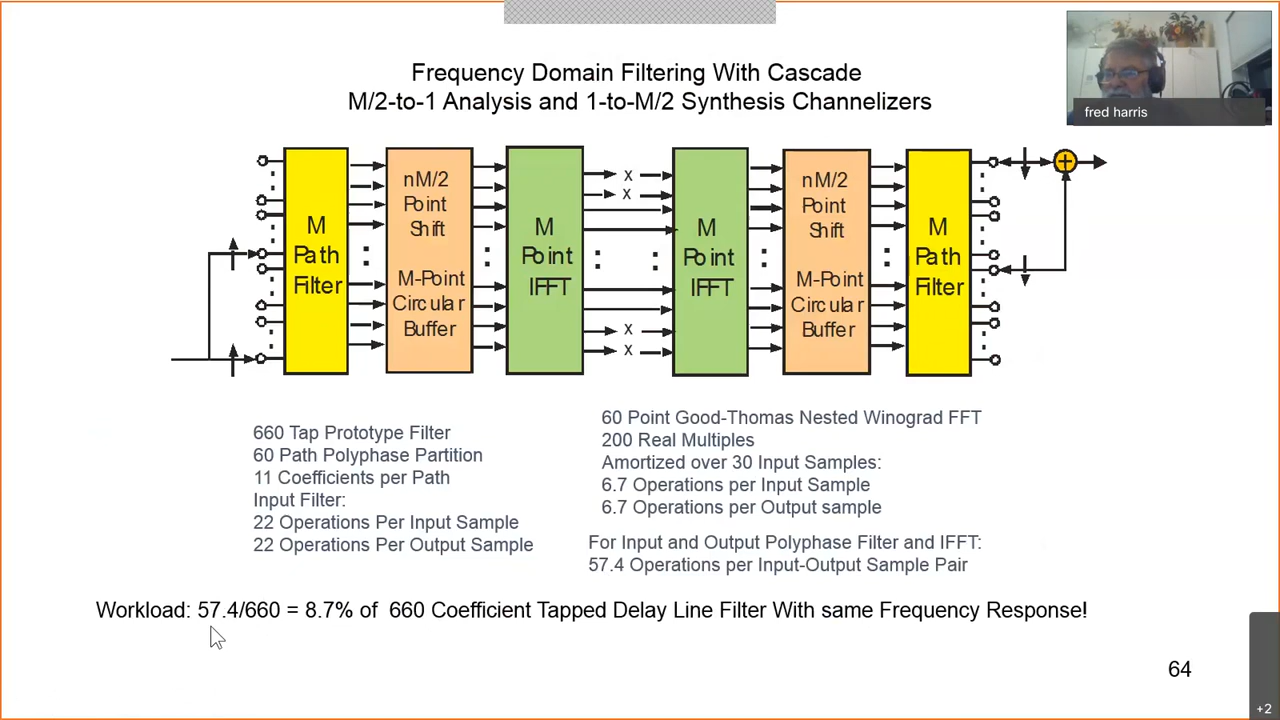 Frequency Domain Filtering With Cascade
M/2-to-1 Analysis and 1-to-M/2 Synthesis Channelizers
fred harris
M
Path
Filter
nM/2
Point
Shift
M-Point
Circular
Buffer
M
Point
IFFT
x
x
x
x
M
Point
IFFT
nM/2
Point
Shift
M-Point
Circular
Buffer
M
Path
Filter
+
660 Tap Prototype Filter
60 Path Polyphase Partition
11 Coefficients per Path
Input Filter:
22 Operations Per Input Sample
22 Operations Per Output Sample
60 Point Good-Thomas Nested Winograd FFT
200 Real Multiples
Amortized over 30 Input Samples:
6.7 Operations per Input Sample
6.7 Operations per Output sample
For Input and Output Polyphase Filter and IFFT:
57.4 Operations per Input-Output Sample Pair
Workload: 57.4/660 = 8.7% of 660 Coefficient Tapped Delay Line Filter With same Frequency Response!
64
+2